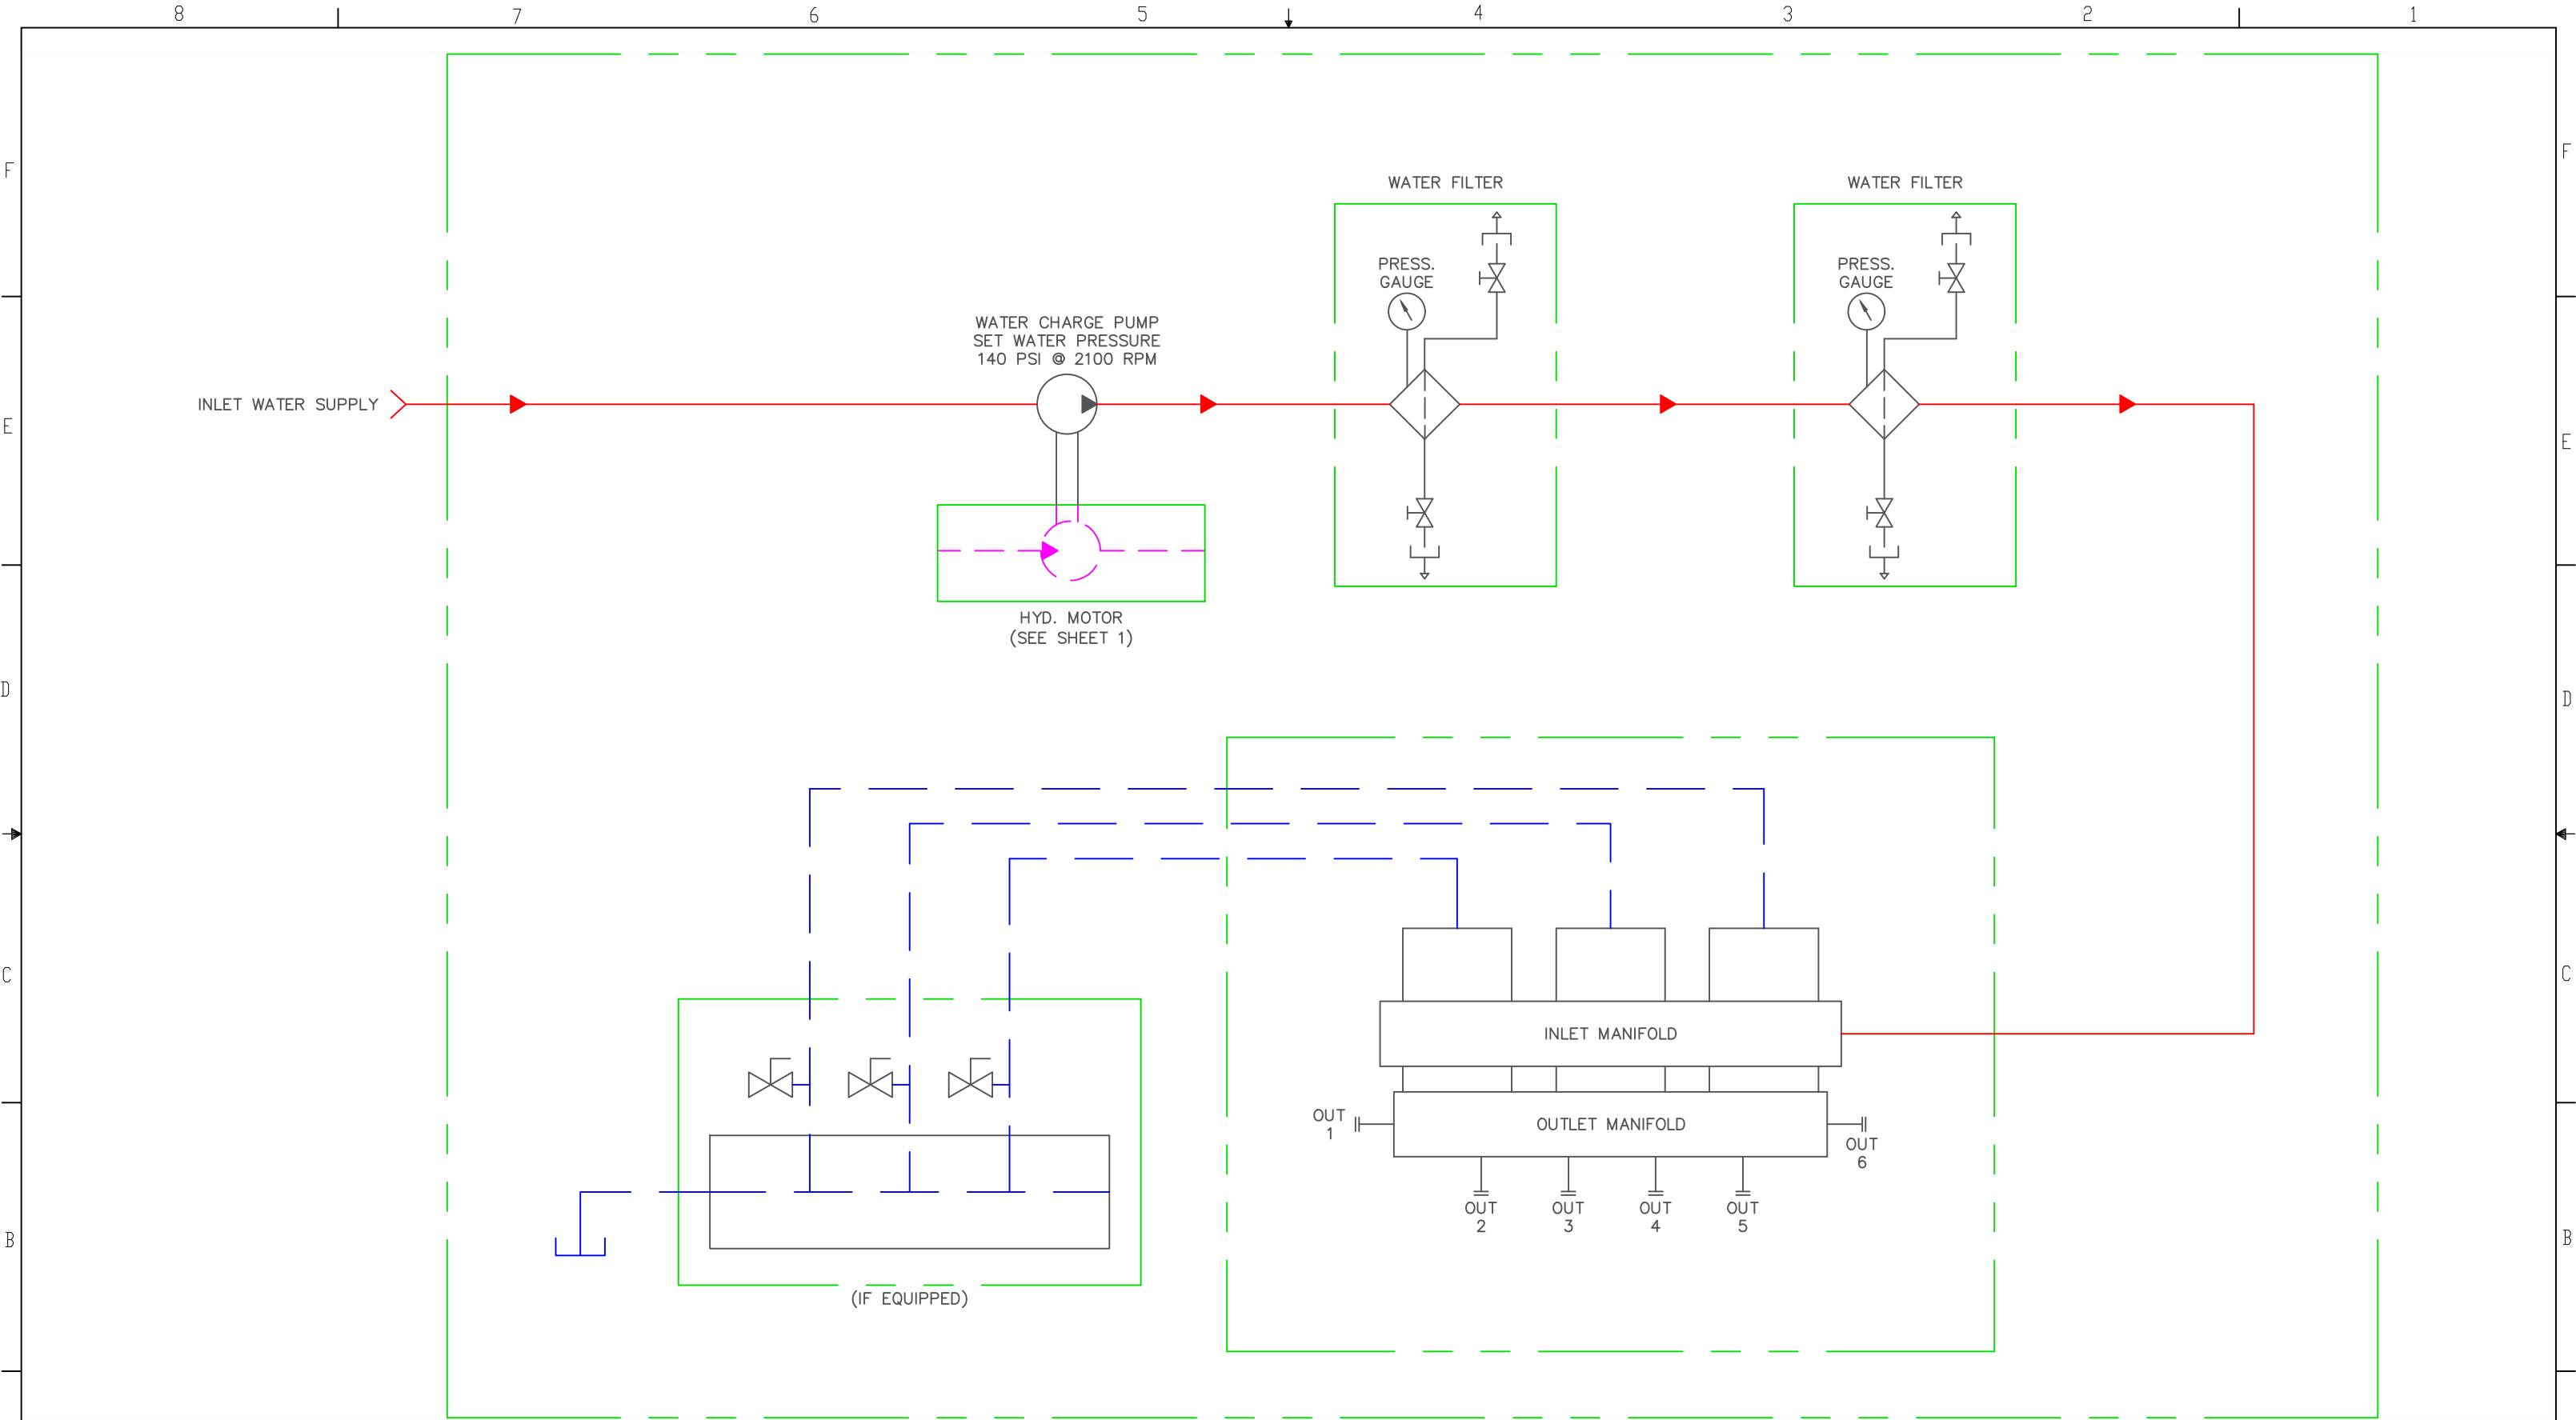 8 7 6 5 4 3 2 1
F
F
WATER FILTER
WATER FILTER
PRESS.
GAUGE
PRESS.
GAUGE
WATER CHARGE PUMP
SET WATER PRESSURE
140 PSI @ 2100 RPM
INLET WATER SUPPLY
E
E
HYD. MOTOR
(SEE SHEET 1)
D
D
C
C
INLET MANIFOLD
OUTLET MANIFOLD
OUT
1
OUT
6
OUT
2
OUT
3
OUT
4
OUT
5
B
B
(IF EQUIPPED)